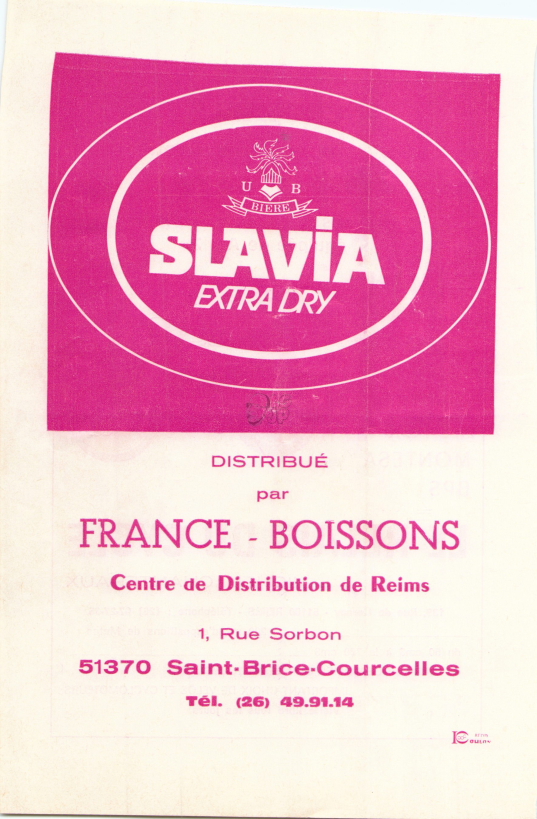 U B
BIERE
SLAViA
EXTRA DRY
DISTRIBUÉ
par
FRANCE - BOISSONS
Centre de Distribution de Reims
1, Rue Sorbon
51370 Saint-Brice-Courcelles
Tél. (26) 49.91.14